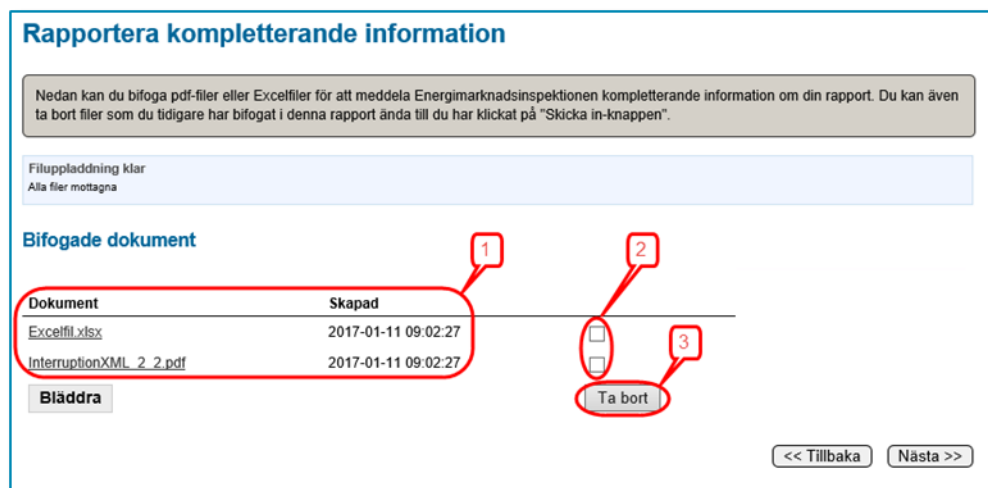 Rapportera kompletterande information
Nedan kan du bifoga pdf-filer eller Excelfiler för att meddela Energimarknadsinspektionen kompletterande information om din rapport. Du kan även
ta bort filer som du tidigare har bifogat i denna rapport ända till du har klickat på "Skicka in-knappen".
Filuppladdning klar
Alla filer mottagna
Bifogade dokument
1
2
Dokument Skapad
Excelfil.xlsx 2017-01-11 09:02:27
3
InterruptionXML_2_2.pdf 2017-01-11 09:02:27
Bläddra Ta bort
<< Tillbaka Nästa >>